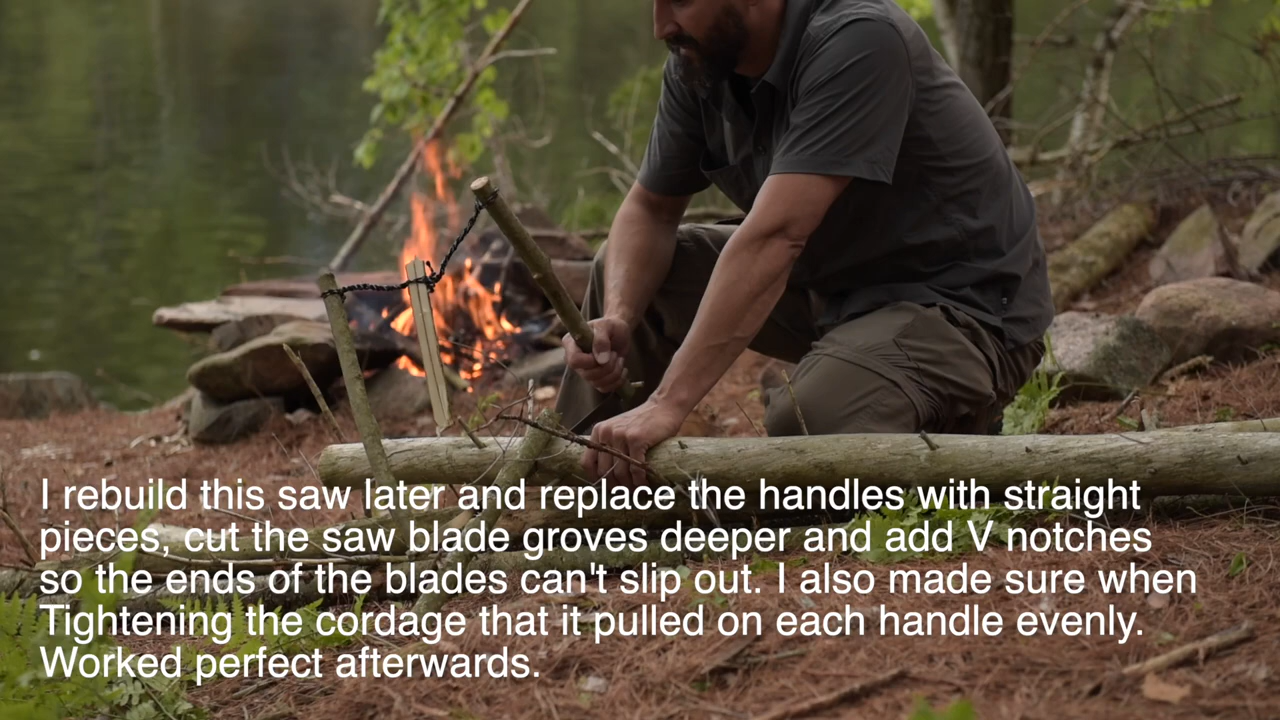 I rebuild this saw later and replace the handles with straight
pieces, cut the saw blade groves deeper and add V notches
so the ends of the blades can't slip out. I also made sure when
Tightening the cordage that it pulled on each handle evenly.
Worked perfect afterwards.